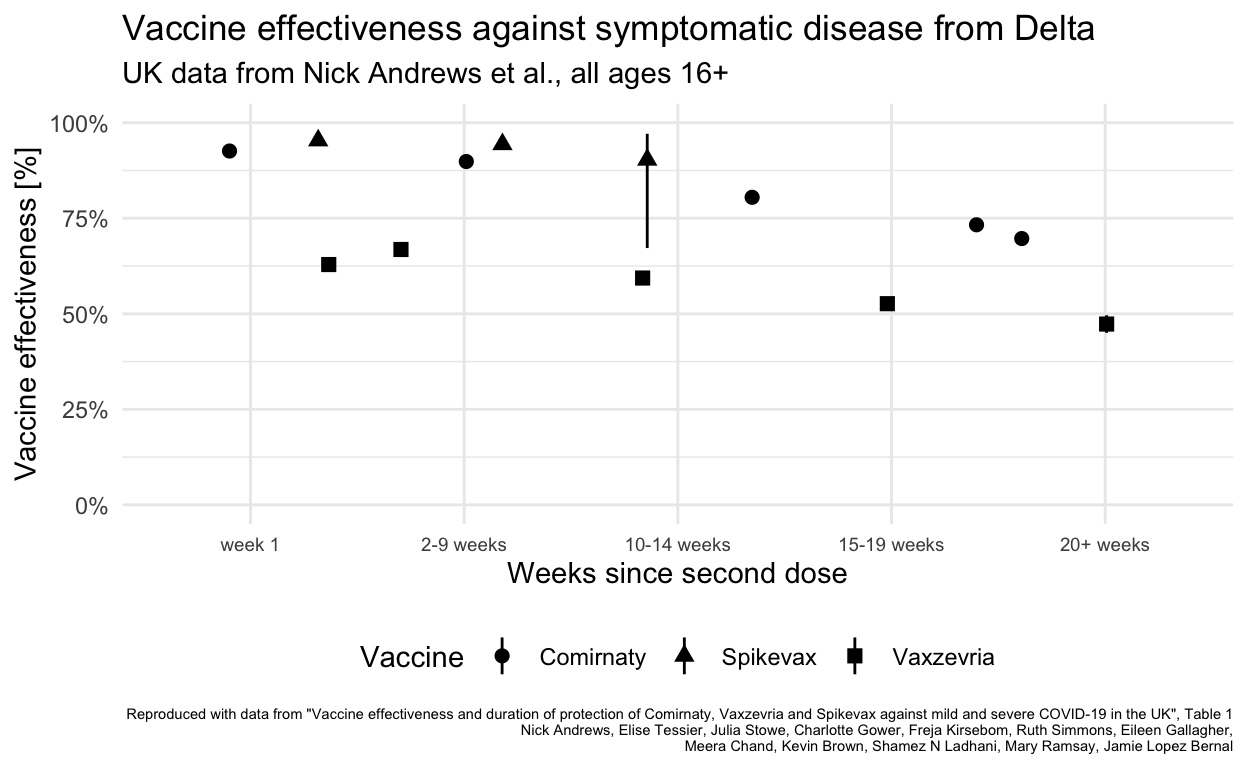 Vaccine effectiveness against symptomatic disease from Delta
UK data from Nick Andrews et al., all ages 16+
Vaccine effectiveness [%]
100%
75%
50%
25%
0%
week 1
2-9 weeks
10-14 weeks
15-19 weeks
20+ weeks
Weeks since second dose
Vaccine
Comirnaty
Spikevax
Vaxzevria
Reproduced with data from "Vaccine effectiveness and duration of protection of Comirnaty, Vaxzevria and Spikevax against mild and severe COVID-19 in the UK", Table 1
Nick Andrews, Elise Tessier, Julia Stowe, Charlotte Gower, Freja Kirsebom, Ruth Simmons, Eileen Gallagher,
Meera Chand, Kevin Brown, Shamez N Ladhani, Mary Ramsay, Jamie Lopez Bernal